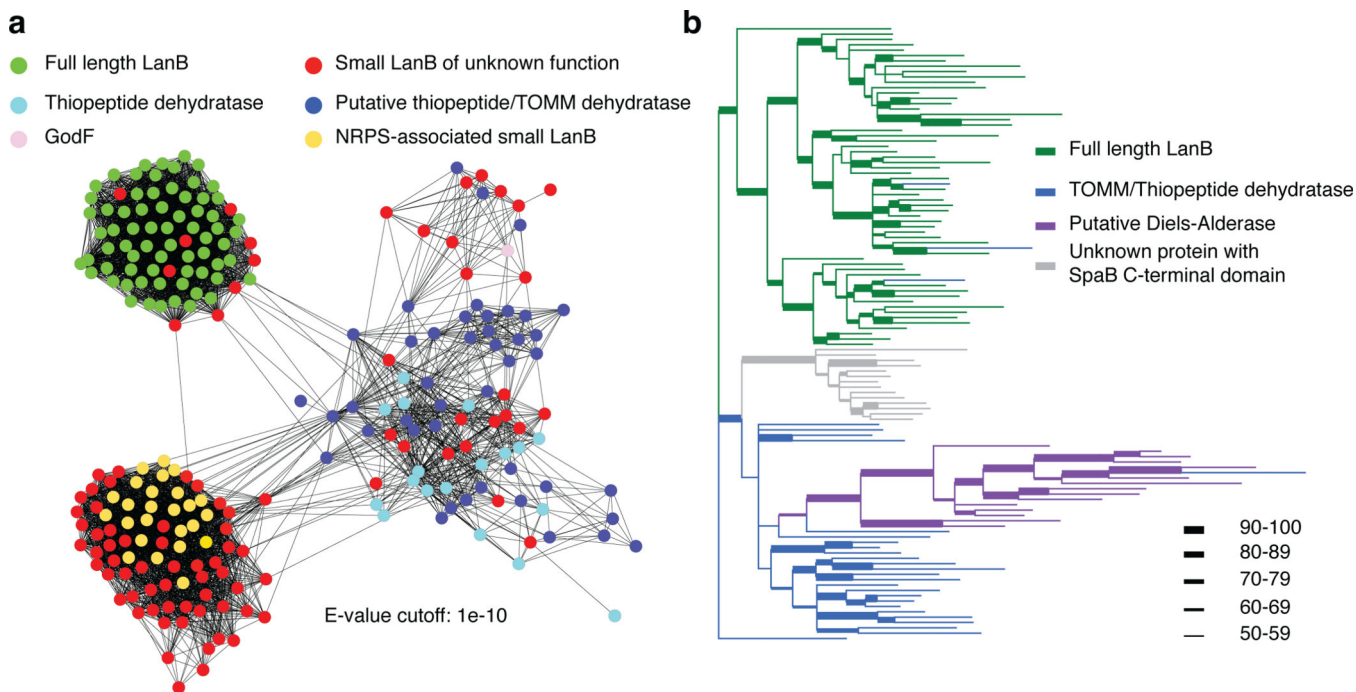 a
Full length LanB
Small LanB of unknown function
Thiopeptide dehydratase
Putative thiopeptide/TOMM dehydratase
GodF
NRPS-associated small LanB
E-value cutoff: 1e-10
b
Full length LanB
TOMM/Thiopeptide dehydratase
Putative Diels-Alderase
Unknown protein with
SpaB C-terminal domain
90-100
80-89
70-79
60-69
50-59